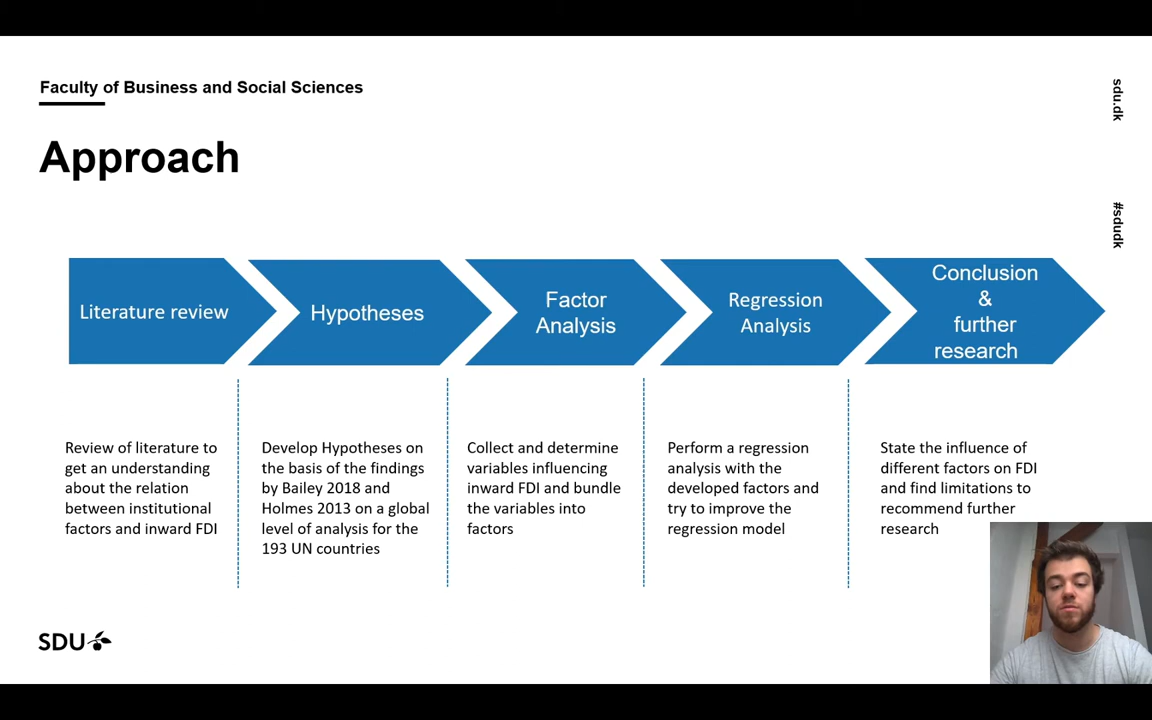 Faculty of Business and Social Sciences
sdu.dk
Approach
#sdudk
Literature review
Hypotheses
Factor
Analysis
Regression
Analysis
Conclusion
&
further
research
Review of literature to
get an understanding
about the relation
between institutional
factors and inward FDI
Develop Hypotheses on
the basis of the findings
by Bailey 2018 and
Holmes 2013 on a global
level of analysis for the
193 UN countries
Collect and determine
variables influencing
inward FDI and bundle
the variables into
factors
Perform a regression
analysis with the
developed factors and
try to improve the
regression model
State the influence of
different factors on FDI
and find limitations to
recommend further
research
SDU